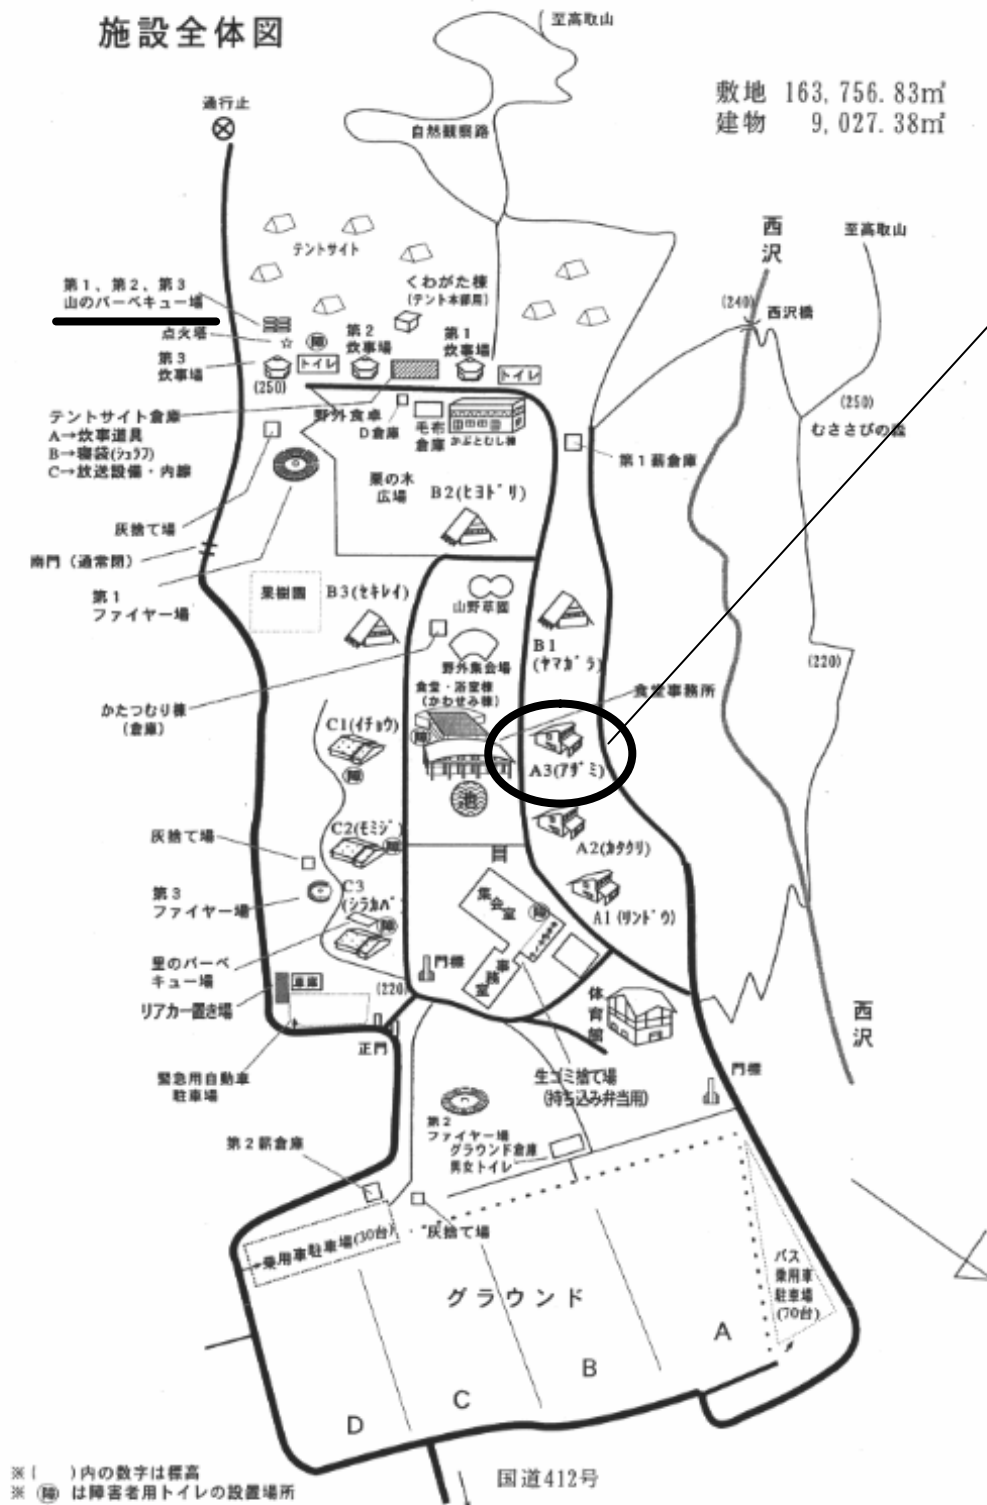 施設全体図
至高取山
敷地 163,756.83㎡
建物 9,027.38㎡
通行止
自然観察路
西沢
至高取山
テントサイト
くわがた棟
(テント本部用)
第1、第2、第3
山のバーベキュー場
(240)
西沢橋
点火塔
障
第2
炊事場
第1
炊事場
第3
炊事場
トイレ
トイレ
(250)
(250)
むささびの森
テントサイト倉庫
A→炊事道具
B→寝袋(シュラフ)
C→放送設備・内線
野外食卓
D倉庫
毛布
倉庫
かぶとむし棟
第1薪倉庫
栗の木
広場
B2(ヒヨドリ)
灰捨て場
南門(通常閉)
第1
ファイヤー場
果樹園
B3(セキレイ)
山野草園
B1
(ヤマガラ)
(220)
野外集会場
食堂・浴室棟
(かわせみ棟)
食堂事務所
かたつむり棟
(倉庫)
C1(イチョウ)
障
障
A3(アザミ)
池
C2(モミジ)
障
A2(カタクリ)
灰捨て場
第3
ファイヤー場
C3
(シラカバ)
障
集会室
障
A1(リンドウ)
里のバーベ
キュー場
門標
事務室
車庫
(220)
リアカー置き場
体育館
西沢
正門
緊急用自動車
駐車場
生ゴミ捨て場
(持ち込み弁当用)
門標
第2
ファイヤー場
グラウンド倉庫
男女トイレ
第2薪倉庫
灰捨て場
乗用車駐車場(30台)
バス
乗用車
駐車場
(70台)
グラウンド
A
B
C
D
※( )内の数字は標高
※ 障 は障害者用トイレの設置場所
国道412号